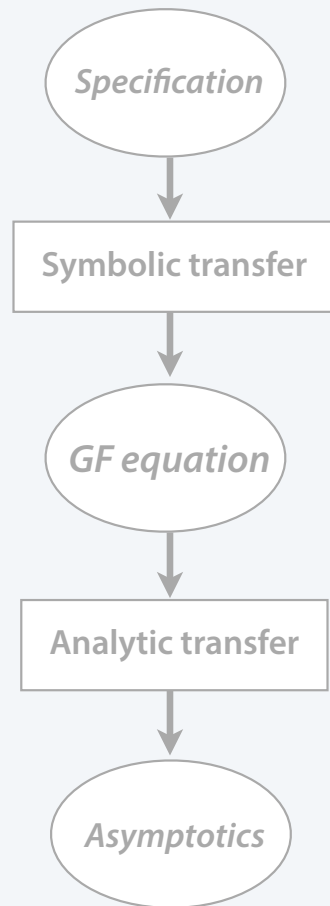 Specification
Symbolic transfer
GF equation
Analytic transfer
Asymptotics